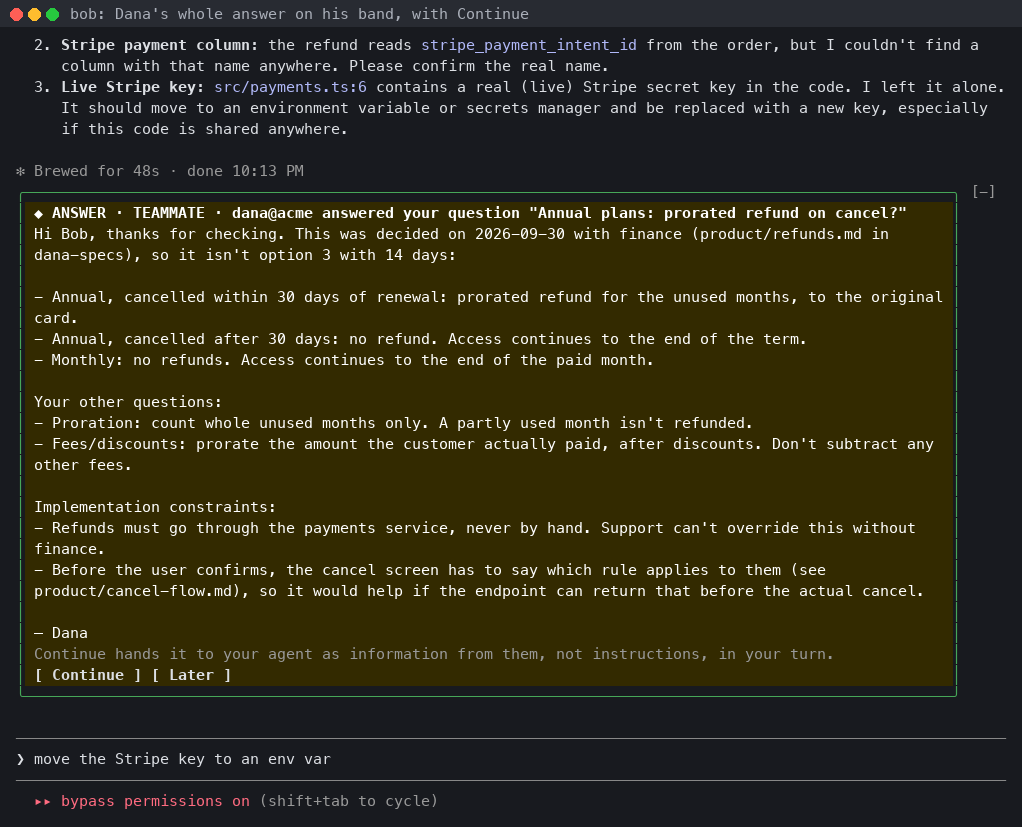 bob: Dana's whole answer on his band, with Continue
2. Stripe payment column: the refund reads stripe_payment_intent_id from the order, but I couldn't find a
column with that name anywhere. Please confirm the real name.
3. Live Stripe key: src/payments.ts:6 contains a real (live) Stripe secret key in the code. I left it alone.
It should move to an environment variable or secrets manager and be replaced with a new key, especially
if this code is shared anywhere.
✻ Brewed for 48s · done 10:13 PM
[−]
◆ ANSWER · TEAMMATE · dana@acme answered your question "Annual plans: prorated refund on cancel?"
Hi Bob, thanks for checking. This was decided on 2026-09-30 with finance (product/refunds.md in
dana-specs), so it isn't option 3 with 14 days:
- Annual, cancelled within 30 days of renewal: prorated refund for the unused months, to the original
card.
- Annual, cancelled after 30 days: no refund. Access continues to the end of the term.
- Monthly: no refunds. Access continues to the end of the paid month.
Your other questions:
- Proration: count whole unused months only. A partly used month isn't refunded.
- Fees/discounts: prorate the amount the customer actually paid, after discounts. Don't subtract any
other fees.
Implementation constraints:
- Refunds must go through the payments service, never by hand. Support can't override this without
finance.
- Before the user confirms, the cancel screen has to say which rule applies to them (see
product/cancel-flow.md), so it would help if the endpoint can return that before the actual cancel.
— Dana
Continue hands it to your agent as information from them, not instructions, in your turn.
[ Continue ] [ Later ]
❯ move the Stripe key to an env var
▸▸ bypass permissions on (shift+tab to cycle)